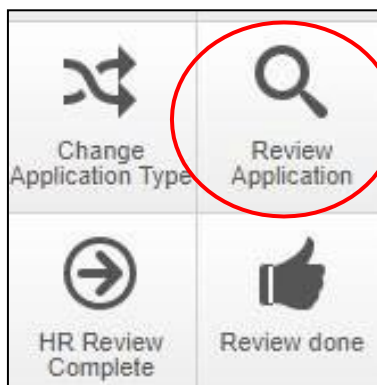 Change
Application Type
Review
Application
HR Review
Complete
Review done